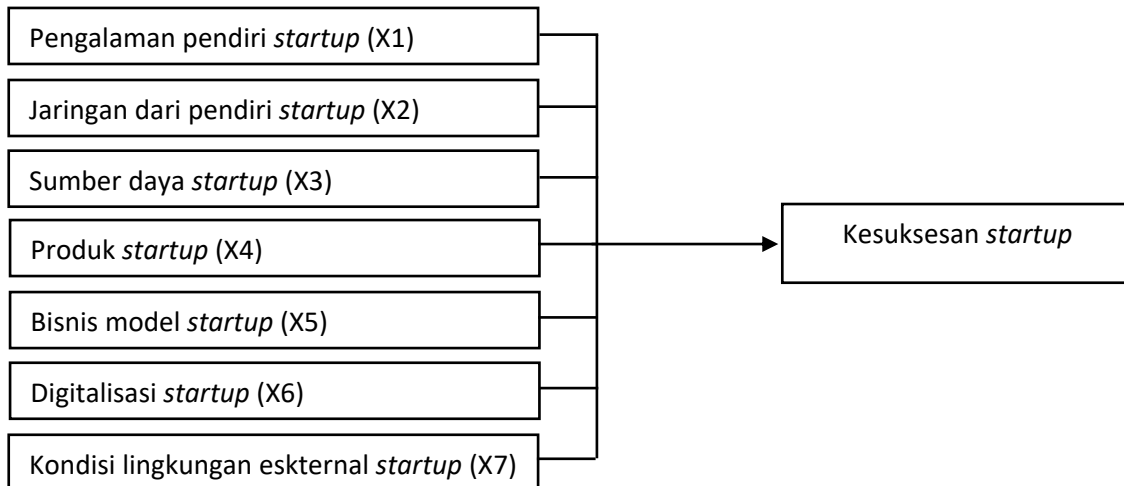 Pengalaman pendiri startup (X1)
Jaringan dari pendiri startup (X2)
Sumber daya startup (X3)
Produk startup (X4)
Bisnis model startup (X5)
Digitalisasi startup (X6)
Kondisi lingkungan eskternal startup (X7)
Kesuksesan startup